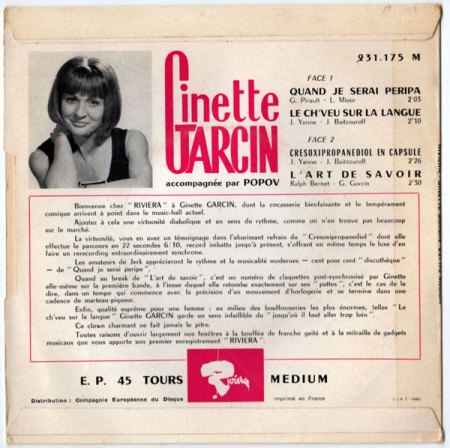 231.175 M
Ginette
GARCIN
accompagnée par POPOV
FACE 1
QUAND JE SERAI PERIPA
G. Pirault - L. Missir 2'03
LE CH'VEU SUR LA LANGUE
J. Yanne - J. Baitzouroff 2'10
FACE 2
CRESOXIPROPANEDIOL EN CAPSULE
J. Yanne - J. Baitzouroff 2'26
L'ART DE SAVOIR
Ralph Bernet - G. Garcin 2'30
Bienvenue chez "RIVIERA" à Ginette GARCIN, dont la cocasserie bienfaisante et le tempérament
comique arrivent à point dans le music-hall actuel.
Ajoutez à cela une virtuosité diabolique et un sens du rythme, comme on n'en trouve pas beaucoup
sur le marché.
La virtuosité, vous en avez un témoignage dans l'ahurissant refrain du "Cresoxipropanediol" dont elle
effectue le parcours en 22 secondes 6/10, record imbattu jusqu'à présent, s'offrant en même temps le luxe d'en
faire un rerecording extraordinairement synchrone.
Les amateurs de Jerk apprécieront le rythme et la musicalité modernes — cent pour cent "discothèque"
— de "Quand je serai peripa".
Quant au break de "L'art de savoir", c'est un numéro de claquettes post-synchronisé par Ginette
elle-même sur la première bande, à l'issue duquel elle retombe exactement sur ses "pattes", c'est le cas de le
dire, dans un tempo qui commence avec la précision d'un mouvement d'horlogerie et se termine dans une
cadence de marteau-piqueur.
Enfin, qualité suprême pour une femme : au milieu des bouffonneries les plus énormes, telles "Le
ch'veu sur la langue" Ginette GARCIN garde un sens infaillible du "jusqu'où il faut aller trop loin".
Ce clown charmant ne fait jamais le pitre.
Toutes raisons d'ouvrir largement nos fenêtres à la bouffée de franche gaîté et à la mitraille de gadgets
musicaux que nous apporte son premier enregistrement "RIVIERA".
E. P. 45 TOURS
Riviera
MEDIUM
Distribution : Compagnie Européenne du Disque
Imprimé en France